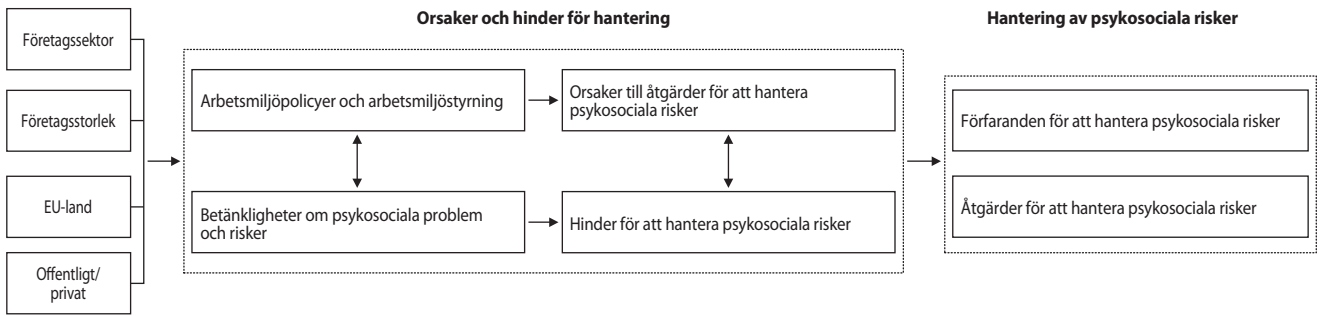 Orsaker och hinder för hantering
Hantering av psykosociala risker
Företagssektor
Företagsstorlek
EU-land
Offentligt/
privat
Arbetsmiljöpolicyer och arbetsmiljöstyrning
Orsaker till åtgärder för att hantera
psykosociala risker
Betänkligheter om psykosociala problem
och risker
Hinder för att hantera psykosociala risker
Förfaranden för att hantera psykosociala risker
Åtgärder för att hantera psykosociala risker